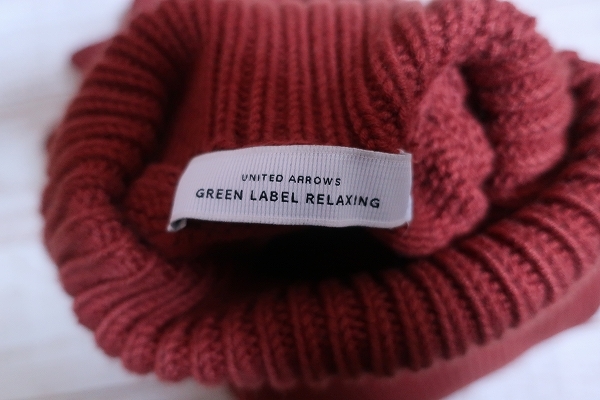 UNITED ARROWS
GREEN LABEL RELAXING